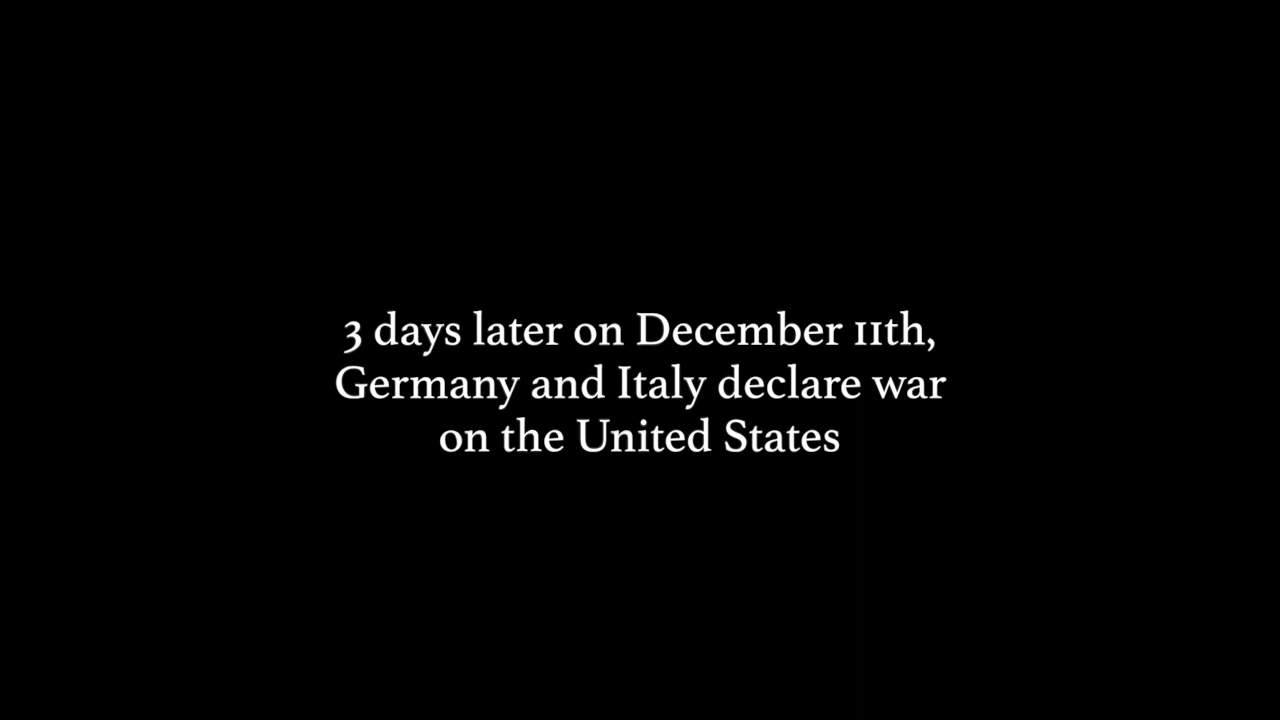 3 days later on December 11th,
Germany and Italy declare war
on the United States